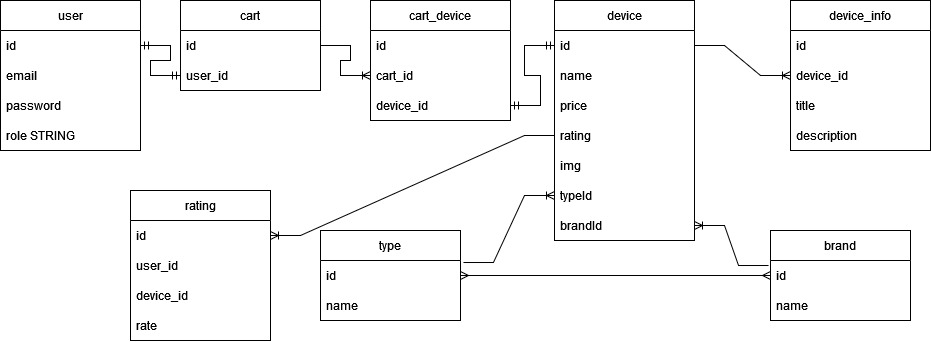 user
id
email
password
role STRING
cart
id
user_id
cart_device
id
cart_id
device_id
device
id
name
price
rating
img
typeId
brandId
device_info
id
device_id
title
description
rating
id
user_id
device_id
rate
type
id
name
brand
id
name